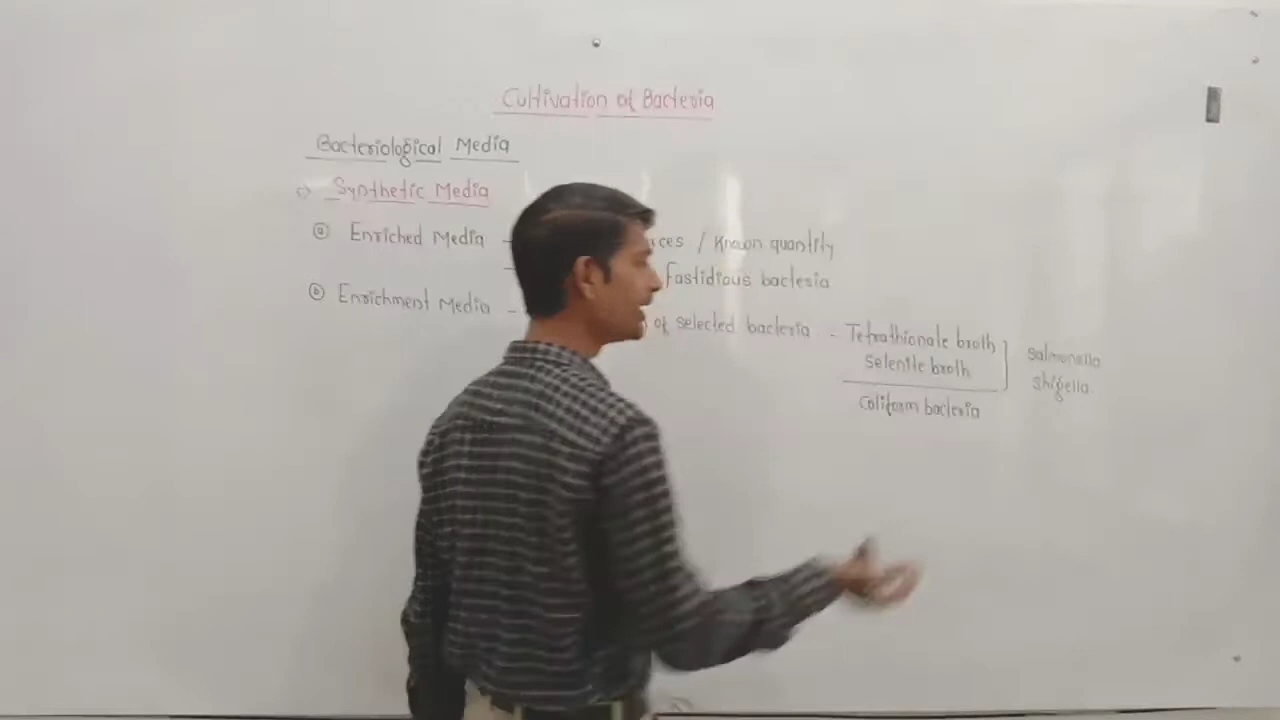 Cultivation of Bacteria
Bacteriological Media
Synthetic Media
ⓐ Enriched Media - / Known quantity
- Fastidious bacteria
ⓑ Enrichment Media - of selected bacteria - Tetrathionate broth
Selenite broth
Coliform bacteria
Salmonella
Shigella